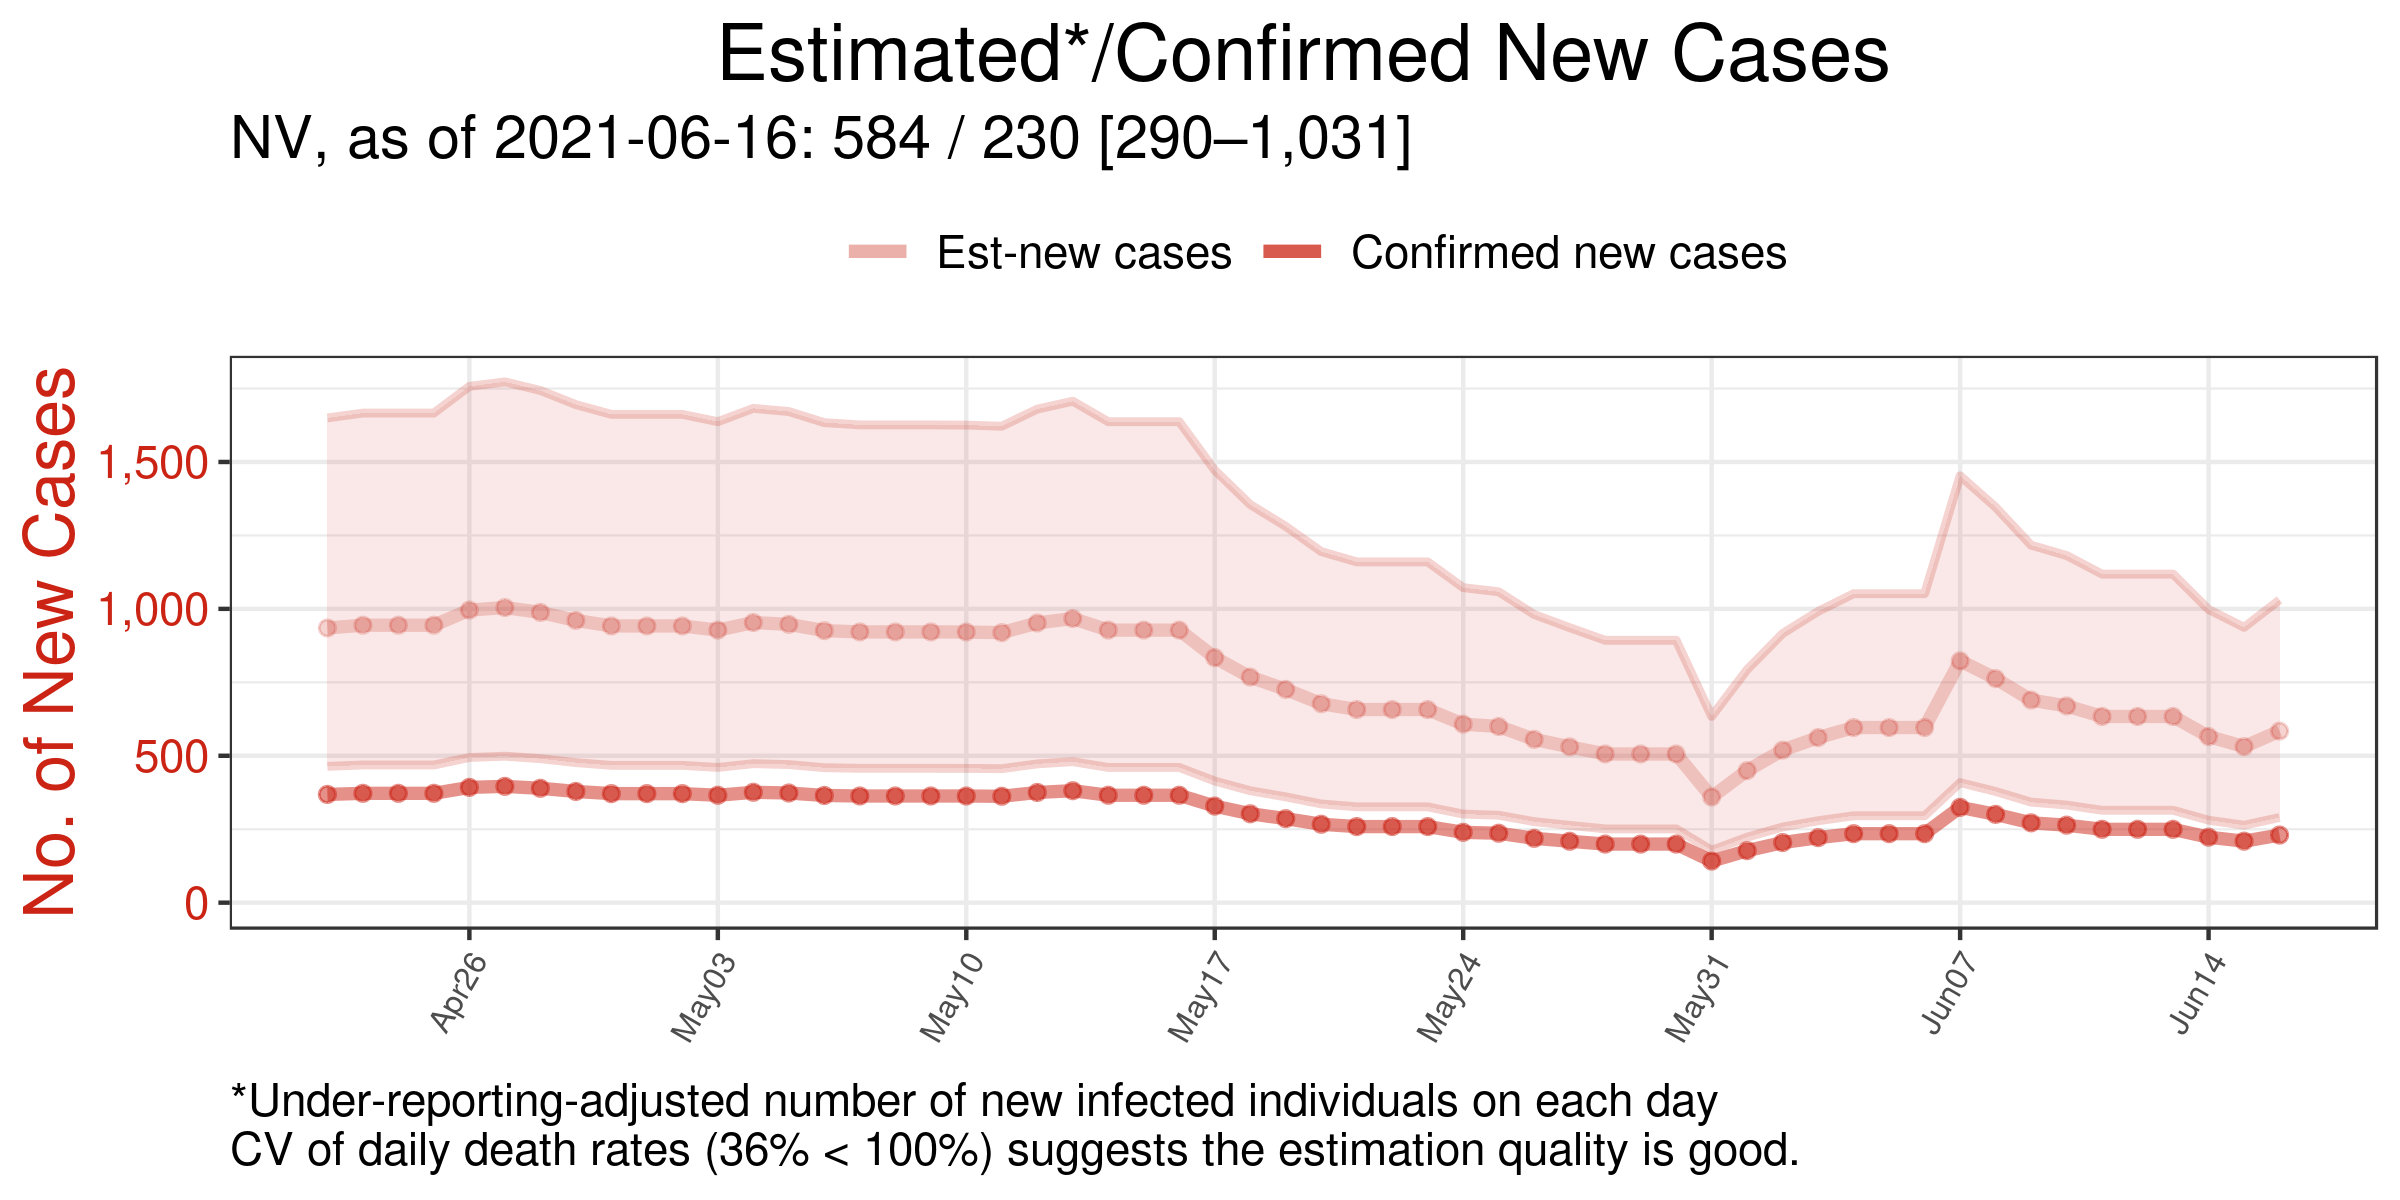 Estimated*/Confirmed New Cases
NV, as of 2021-06-16: 584 / 230 [290–1,031]
Est-new cases Confirmed new cases
No. of New Cases
1,500
1,000
500
0
Apr26 May03 May10 May17 May24 May31 Jun07 Jun14
*Under-reporting-adjusted number of new infected individuals on each day
CV of daily death rates (36% < 100%) suggests the estimation quality is good.